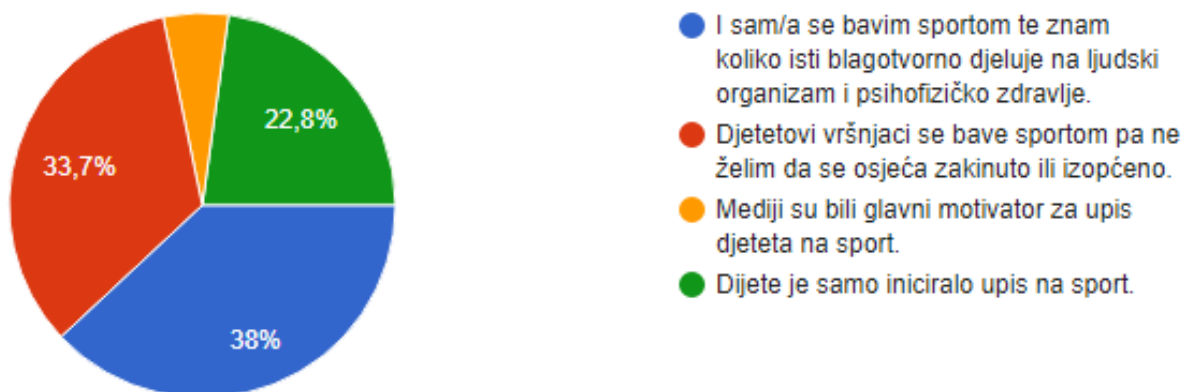 22,8%
33,7%
38%
I sam/a se bavim sportom te znam
koliko isti blagotvorno djeluje na ljudski
organizam i psihofizičko zdravlje.
Djetetovi vršnjaci se bave sportom pa ne
želim da se osjeća zakinuto ili izopćeno.
Mediji su bili glavni motivator za upis
djeteta na sport.
Dijete je samo iniciralo upis na sport.